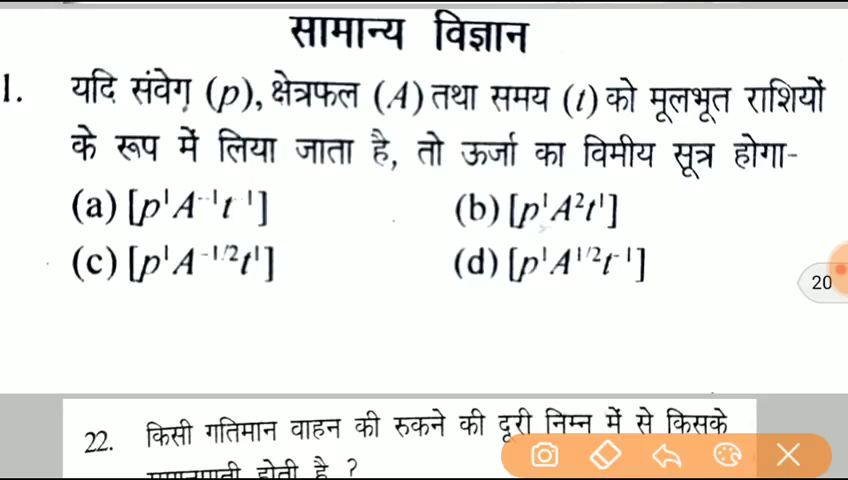 सामान्य विज्ञान
1. यदि संवेग (p), क्षेत्रफल (A) तथा समय (t) को मूलभूत राशियों
के रूप में लिया जाता है, तो ऊर्जा का विमीय सूत्र होगा-
(a) [p¹A⁻¹t⁻¹] (b) [p¹A²t¹]
(c) [p¹A⁻¹/²t¹] (d) [p¹A¹/²t⁻¹]
20
22. किसी गतिमान वाहन की रुकने की दूरी निम्न में से किसके
होती है ?